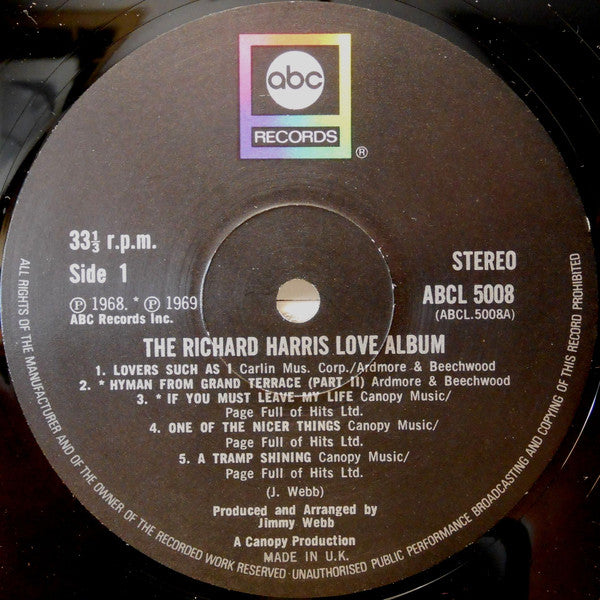 abc
RECORDS
®
33⅓ r.p.m.
Side 1
STEREO
ABCL 5008
(ABCL.5008A)
Ⓟ 1968. * Ⓟ 1969
ABC Records Inc.
THE RICHARD HARRIS LOVE ALBUM
1. LOVERS SUCH AS I Carlin Mus. Corp./Ardmore & Beechwood
2. * HYMAN FROM GRAND TERRACE (PART II) Ardmore & Beechwood
3. * IF YOU MUST LEAVE MY LIFE Canopy Music/
Page Full of Hits Ltd.
4. ONE OF THE NICER THINGS Canopy Music/
Page Full of Hits Ltd.
5. A TRAMP SHINING Canopy Music/
Page Full of Hits Ltd.
(J. Webb)
Produced and Arranged by
Jimmy Webb
A Canopy Production
MADE IN U.K.
ALL RIGHTS OF THE MANUFACTURER AND OF THE OWNER OF THE RECORDED WORK RESERVED · UNAUTHORISED PUBLIC PERFORMANCE BROADCASTING AND COPYING OF THIS RECORD PROHIBITED